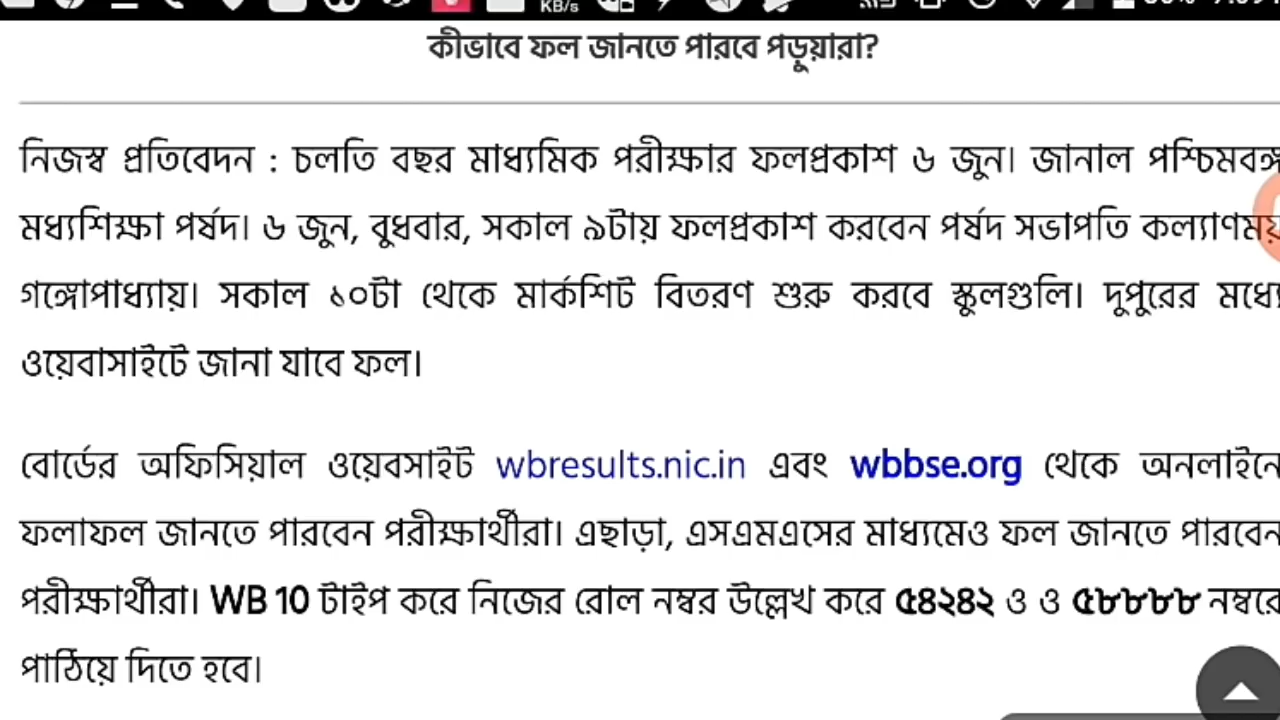 KB/s
কীভাবে ফল জানতে পারবে পড়ুয়ারা?
নিজস্ব প্রতিবেদন : চলতি বছর মাধ্যমিক পরীক্ষার ফলপ্রকাশ ৬ জুন। জানাল পশ্চিমবঙ্গ
মধ্যশিক্ষা পর্ষদ। ৬ জুন, বুধবার, সকাল ৯টায় ফলপ্রকাশ করবেন পর্ষদ সভাপতি কল্যাণময়
গঙ্গোপাধ্যায়। সকাল ১০টা থেকে মার্কশিট বিতরণ শুরু করবে স্কুলগুলি। দুপুরের মধ্যে
ওয়েবাসাইটে জানা যাবে ফল।
বোর্ডের অফিসিয়াল ওয়েবসাইট wbresults.nic.in এবং wbbse.org থেকে অনলাইনে
ফলাফল জানতে পারবেন পরীক্ষার্থীরা। এছাড়া, এসএমএসের মাধ্যমেও ফল জানতে পারবেন
পরীক্ষার্থীরা। WB 10 টাইপ করে নিজের রোল নম্বর উল্লেখ করে ৫৪২৪২ ও ও ৫৮৮৮৮ নম্বরে
পাঠিয়ে দিতে হবে।